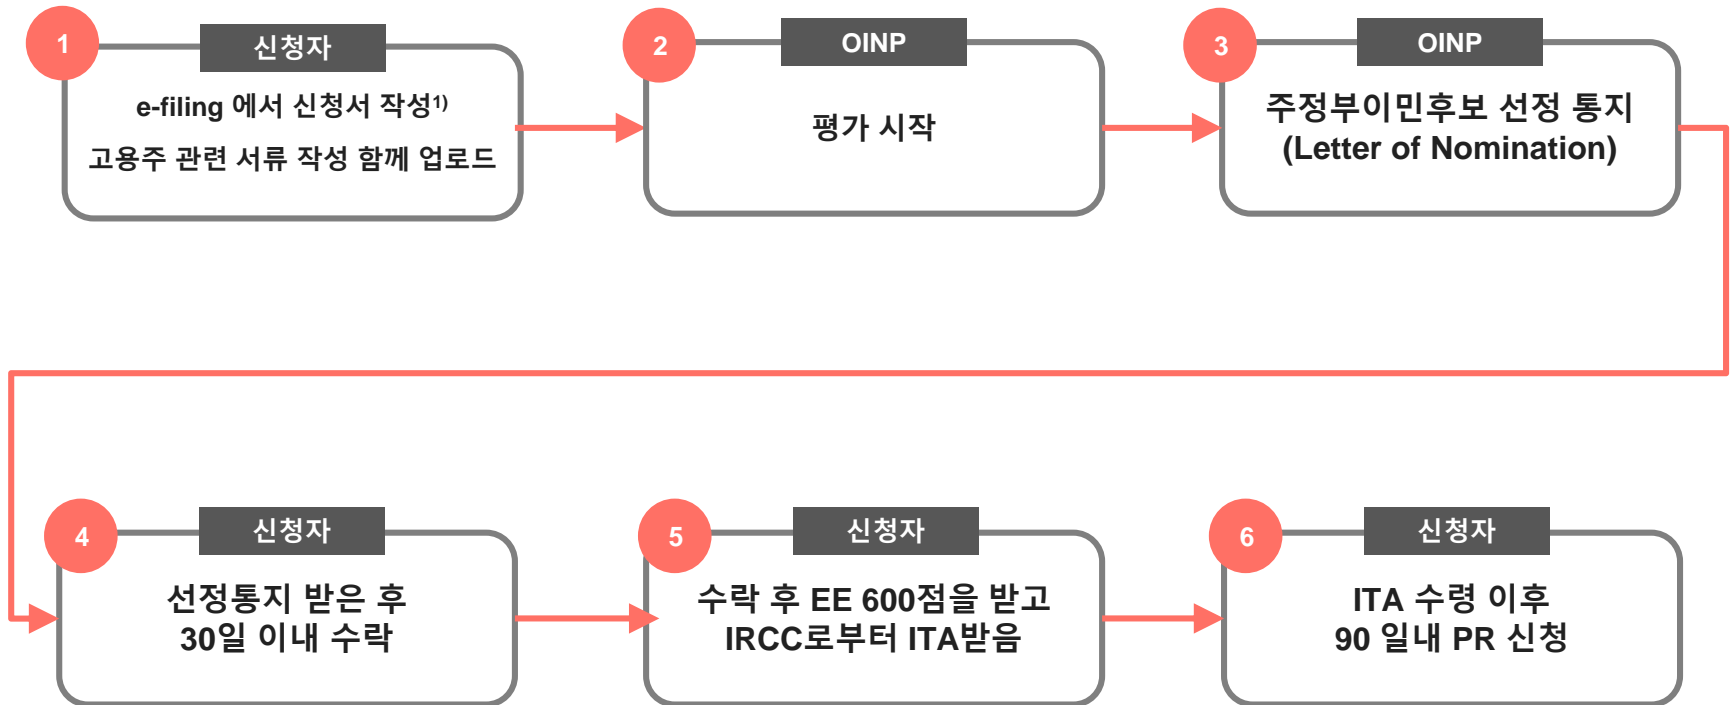 1
신청자
e-filing 에서 신청서 작성1)
고용주 관련 서류 작성 함께 업로드
2
OINP
평가 시작
3
OINP
주정부이민후보 선정 통지
(Letter of Nomination)
4
신청자
선정통지 받은 후
30일 이내 수락
5
신청자
수락 후 EE 600점을 받고
IRCC로부터 ITA받음
6
신청자
ITA 수령 이후
90 일내 PR 신청